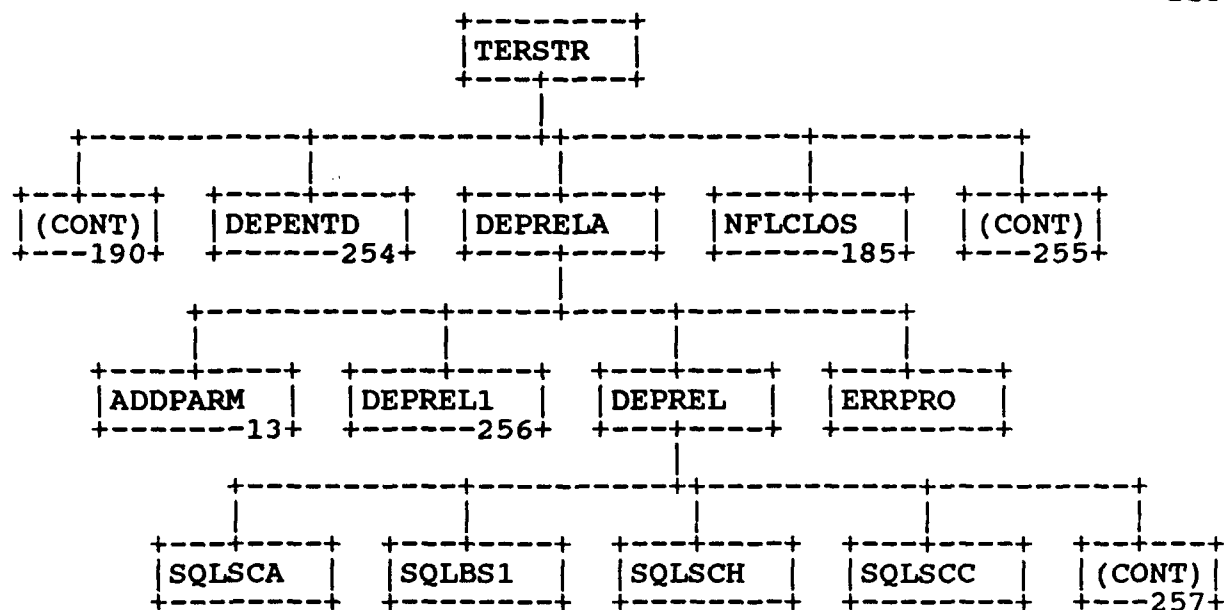 TERSTR
(CONT) DEPENTD DEPRELA NFLCLOS (CONT)
190 254 185 255
ADDPARM DEPREL1 DEPREL ERRPRO
13 256
SQLSCA SQLBS1 SQLSCH SQLSCC (CONT)
257